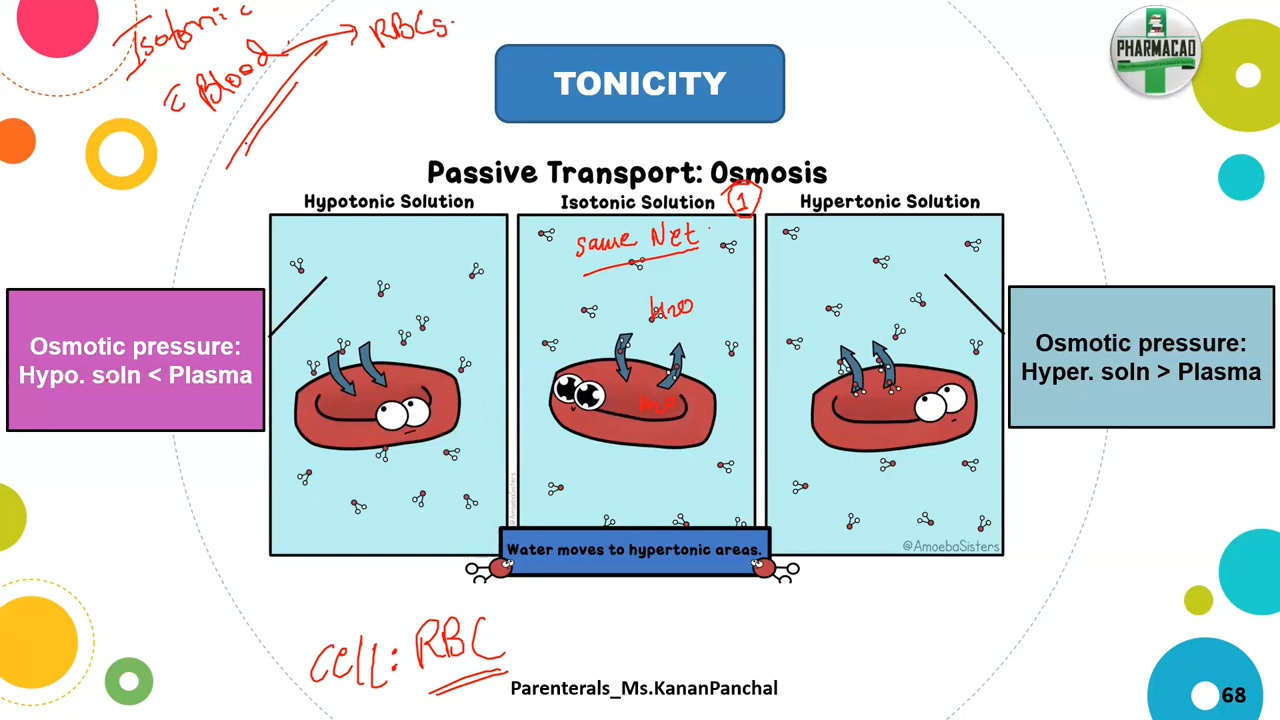 Isotonic
Blood → RBCs.
PHARMACAD
TONICITY
Passive Transport: Osmosis
Hypotonic Solution
Isotonic Solution
1
Hypertonic Solution
same Net
H2O
Osmotic pressure:
Hypo. soln < Plasma
Osmotic pressure:
Hyper. soln > Plasma
@AmoebaSisters
Water moves to hypertonic areas.
@AmoebaSisters
Cell: RBC
Parenterals_Ms.KananPanchal
68